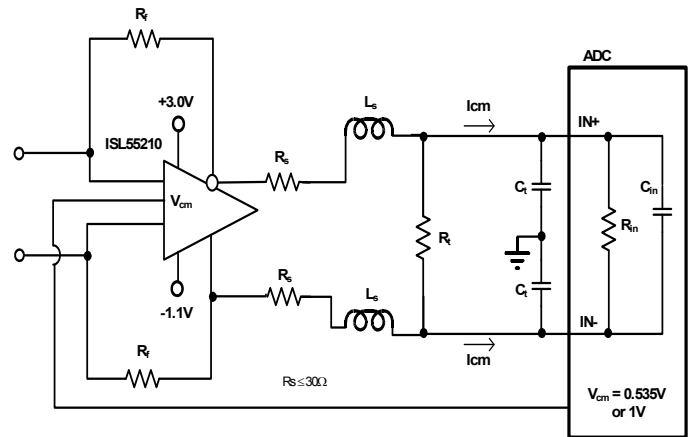 Rf
ADC
+3.0V
Ls
Icm
IN+
ISL55210
Rs
Vcm
Ct
Cin
Rt
Rin
Rs
Ls
Ct
-1.1V
IN-
Icm
Rf
Rs≤30Ω
Vcm = 0.535V
or 1V